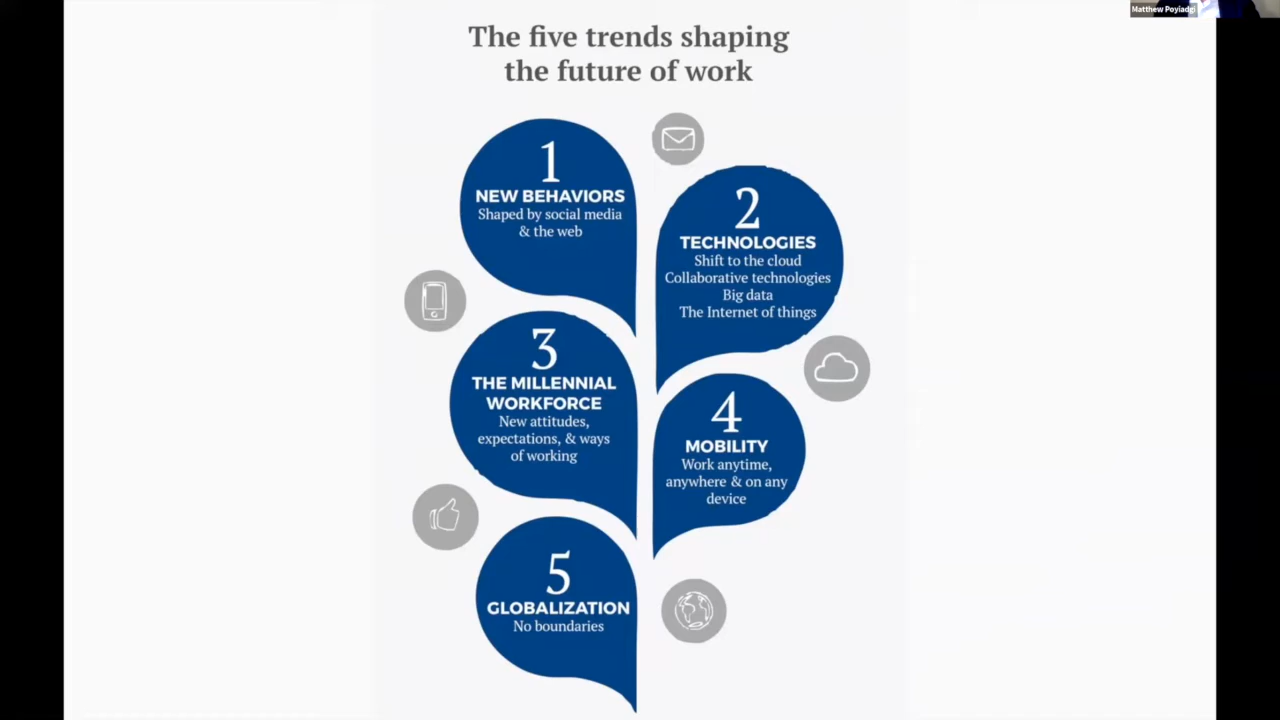 Matthew Poyiadgi
The five trends shaping
the future of work
1
NEW BEHAVIORS
Shaped by social media
& the web
2
TECHNOLOGIES
Shift to the cloud
Collaborative technologies
Big data
The Internet of things
3
THE MILLENNIAL
WORKFORCE
New attitudes,
expectations, & ways
of working
4
MOBILITY
Work anytime,
anywhere & on any
device
5
GLOBALIZATION
No boundaries